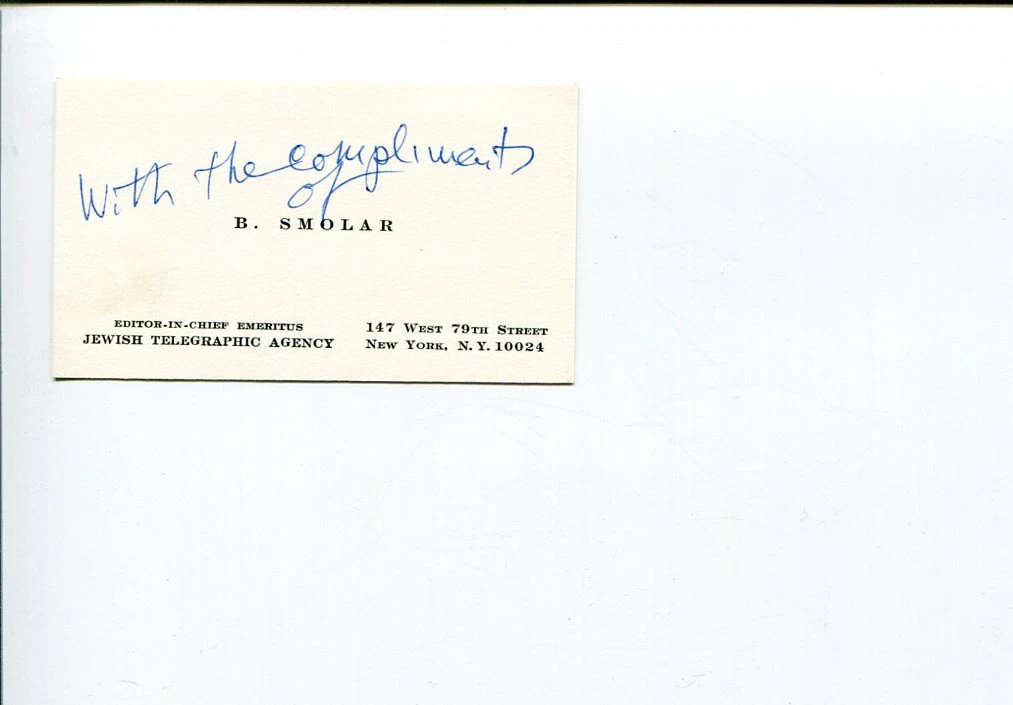 With the compliments
of
B. SMOLAR
EDITOR-IN-CHIEF EMERITUS
JEWISH TELEGRAPHIC AGENCY
147 WEST 79TH STREET
NEW YORK, N.Y. 10024